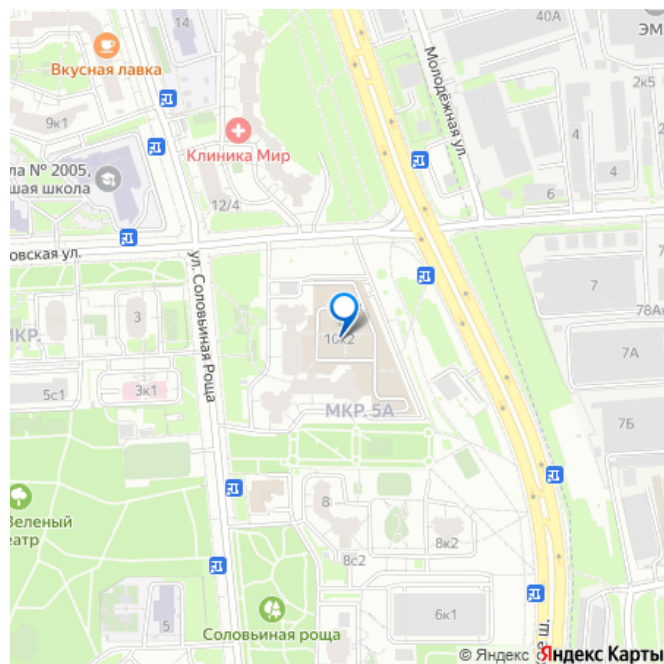 14
40А
ЭМ
Вкусная лавка
Молодёжная ул.
2к5
9к1
4
Клиника Мир
ла № 2005,
шая школа
4
12/4
6
овская ул.
ул. Соловьиная Роща
7
78А
3
МКР.
10к2
7А
5с1
3к1
МКР. 5А
7Б
Зеленый
еатр
8
8к2
8с2
6к1
5
Соловьиная роща
Ш.
© Яндекс
Яндекс Карты